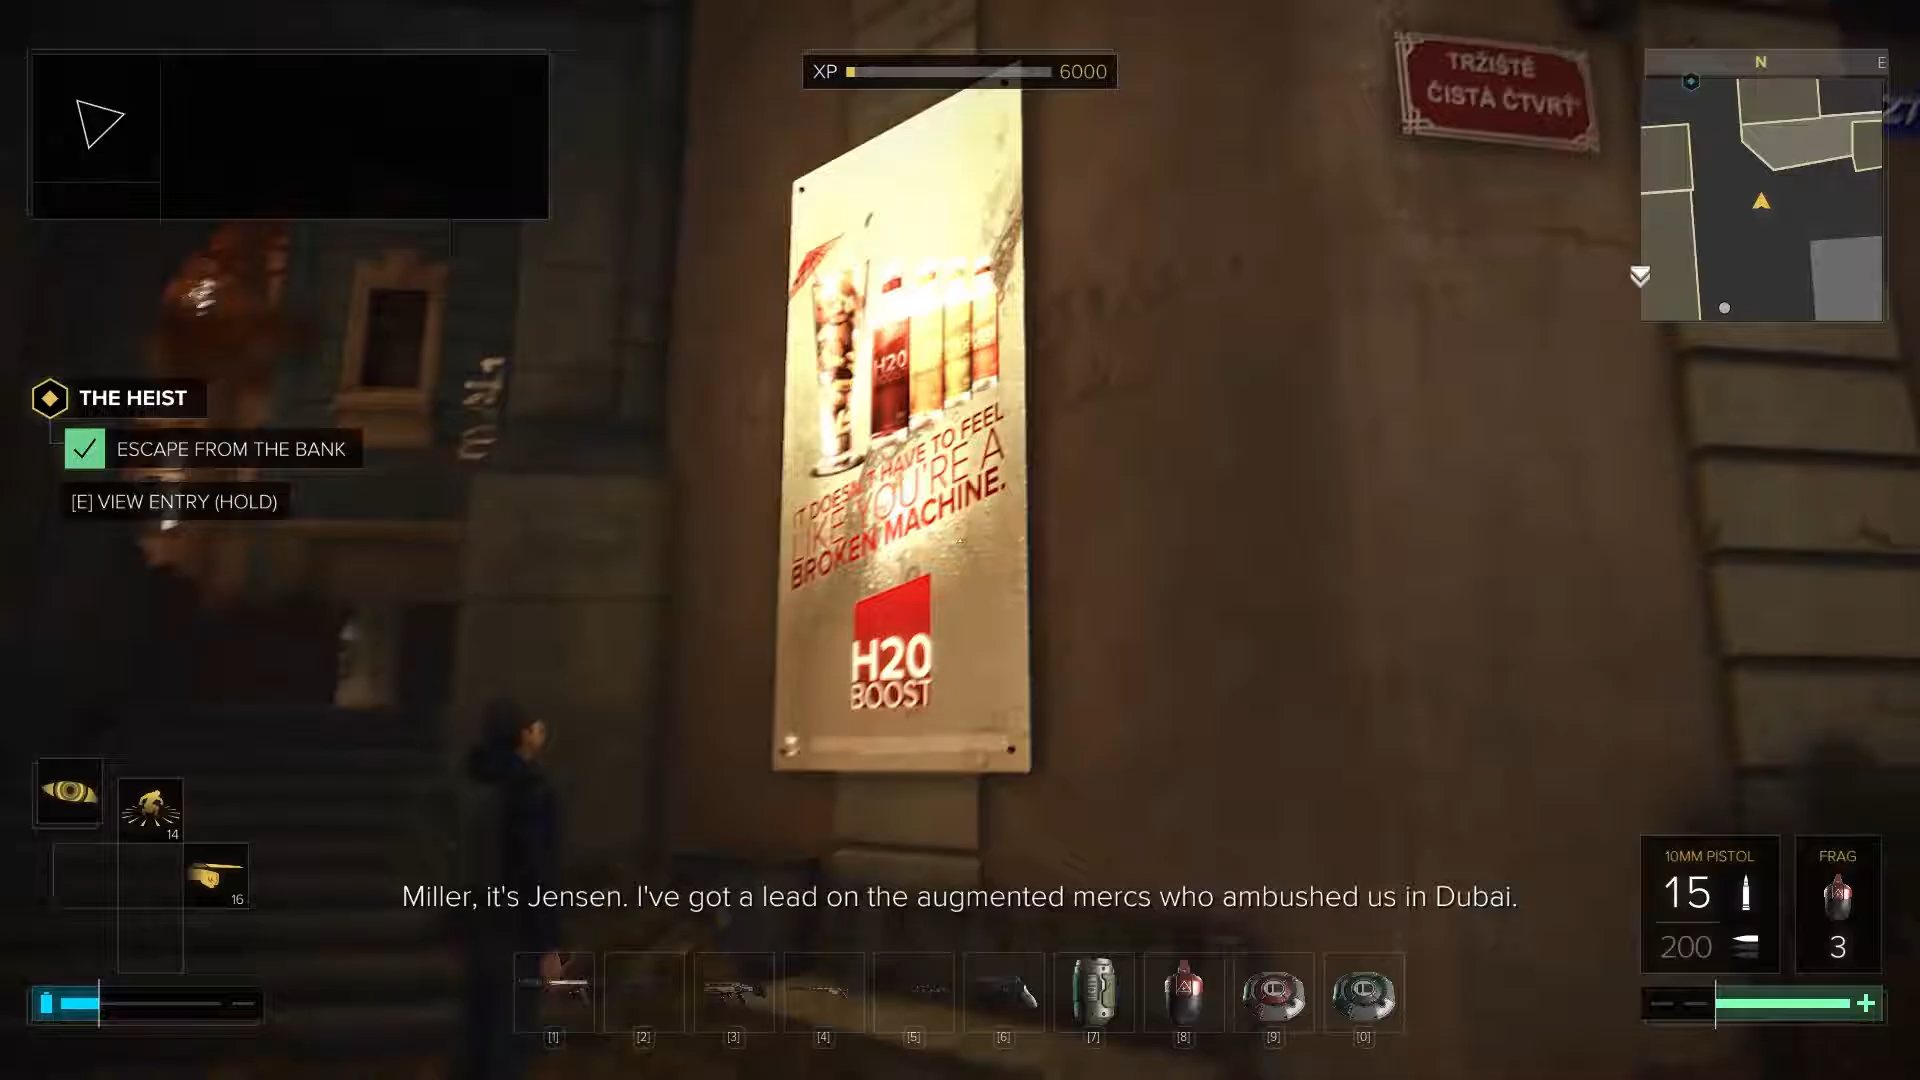 XP 6000
TRŽIŠTĚ
ČISTÁ ČTVRŤ
N
E
THE HEIST
ESCAPE FROM THE BANK
[E] VIEW ENTRY (HOLD)
H20
IT DOESN'T HAVE TO FEEL
LIKE YOU'RE A
BROKEN MACHINE.
H20
BOOST
14
16
Miller, it's Jensen. I've got a lead on the augmented mercs who ambushed us in Dubai.
10MM PISTOL
15
200
FRAG
3
[1] [2] [3] [4] [5] [6] [7] [8] [9] [0]